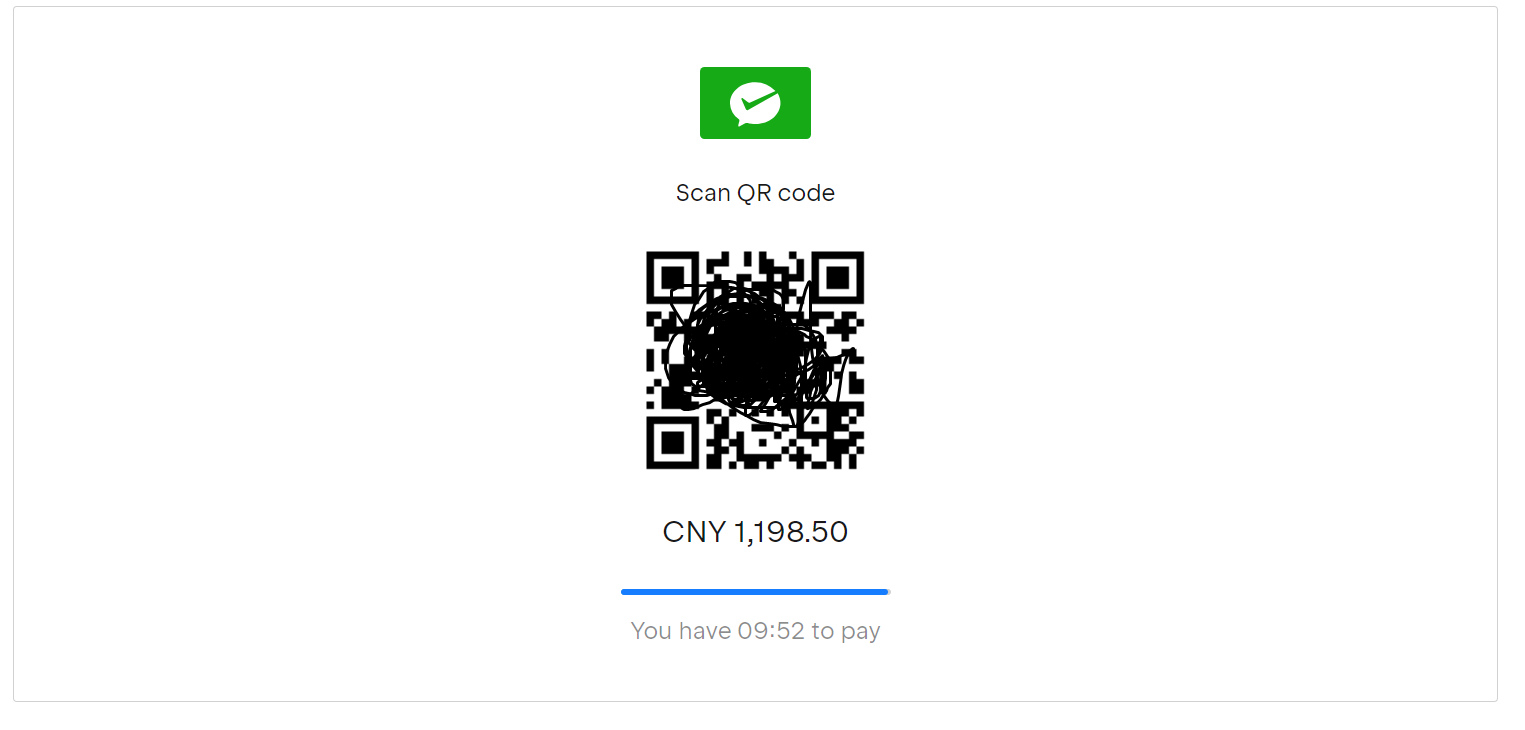 Scan QR code
CNY 1,198.50
You have 09:52 to pay